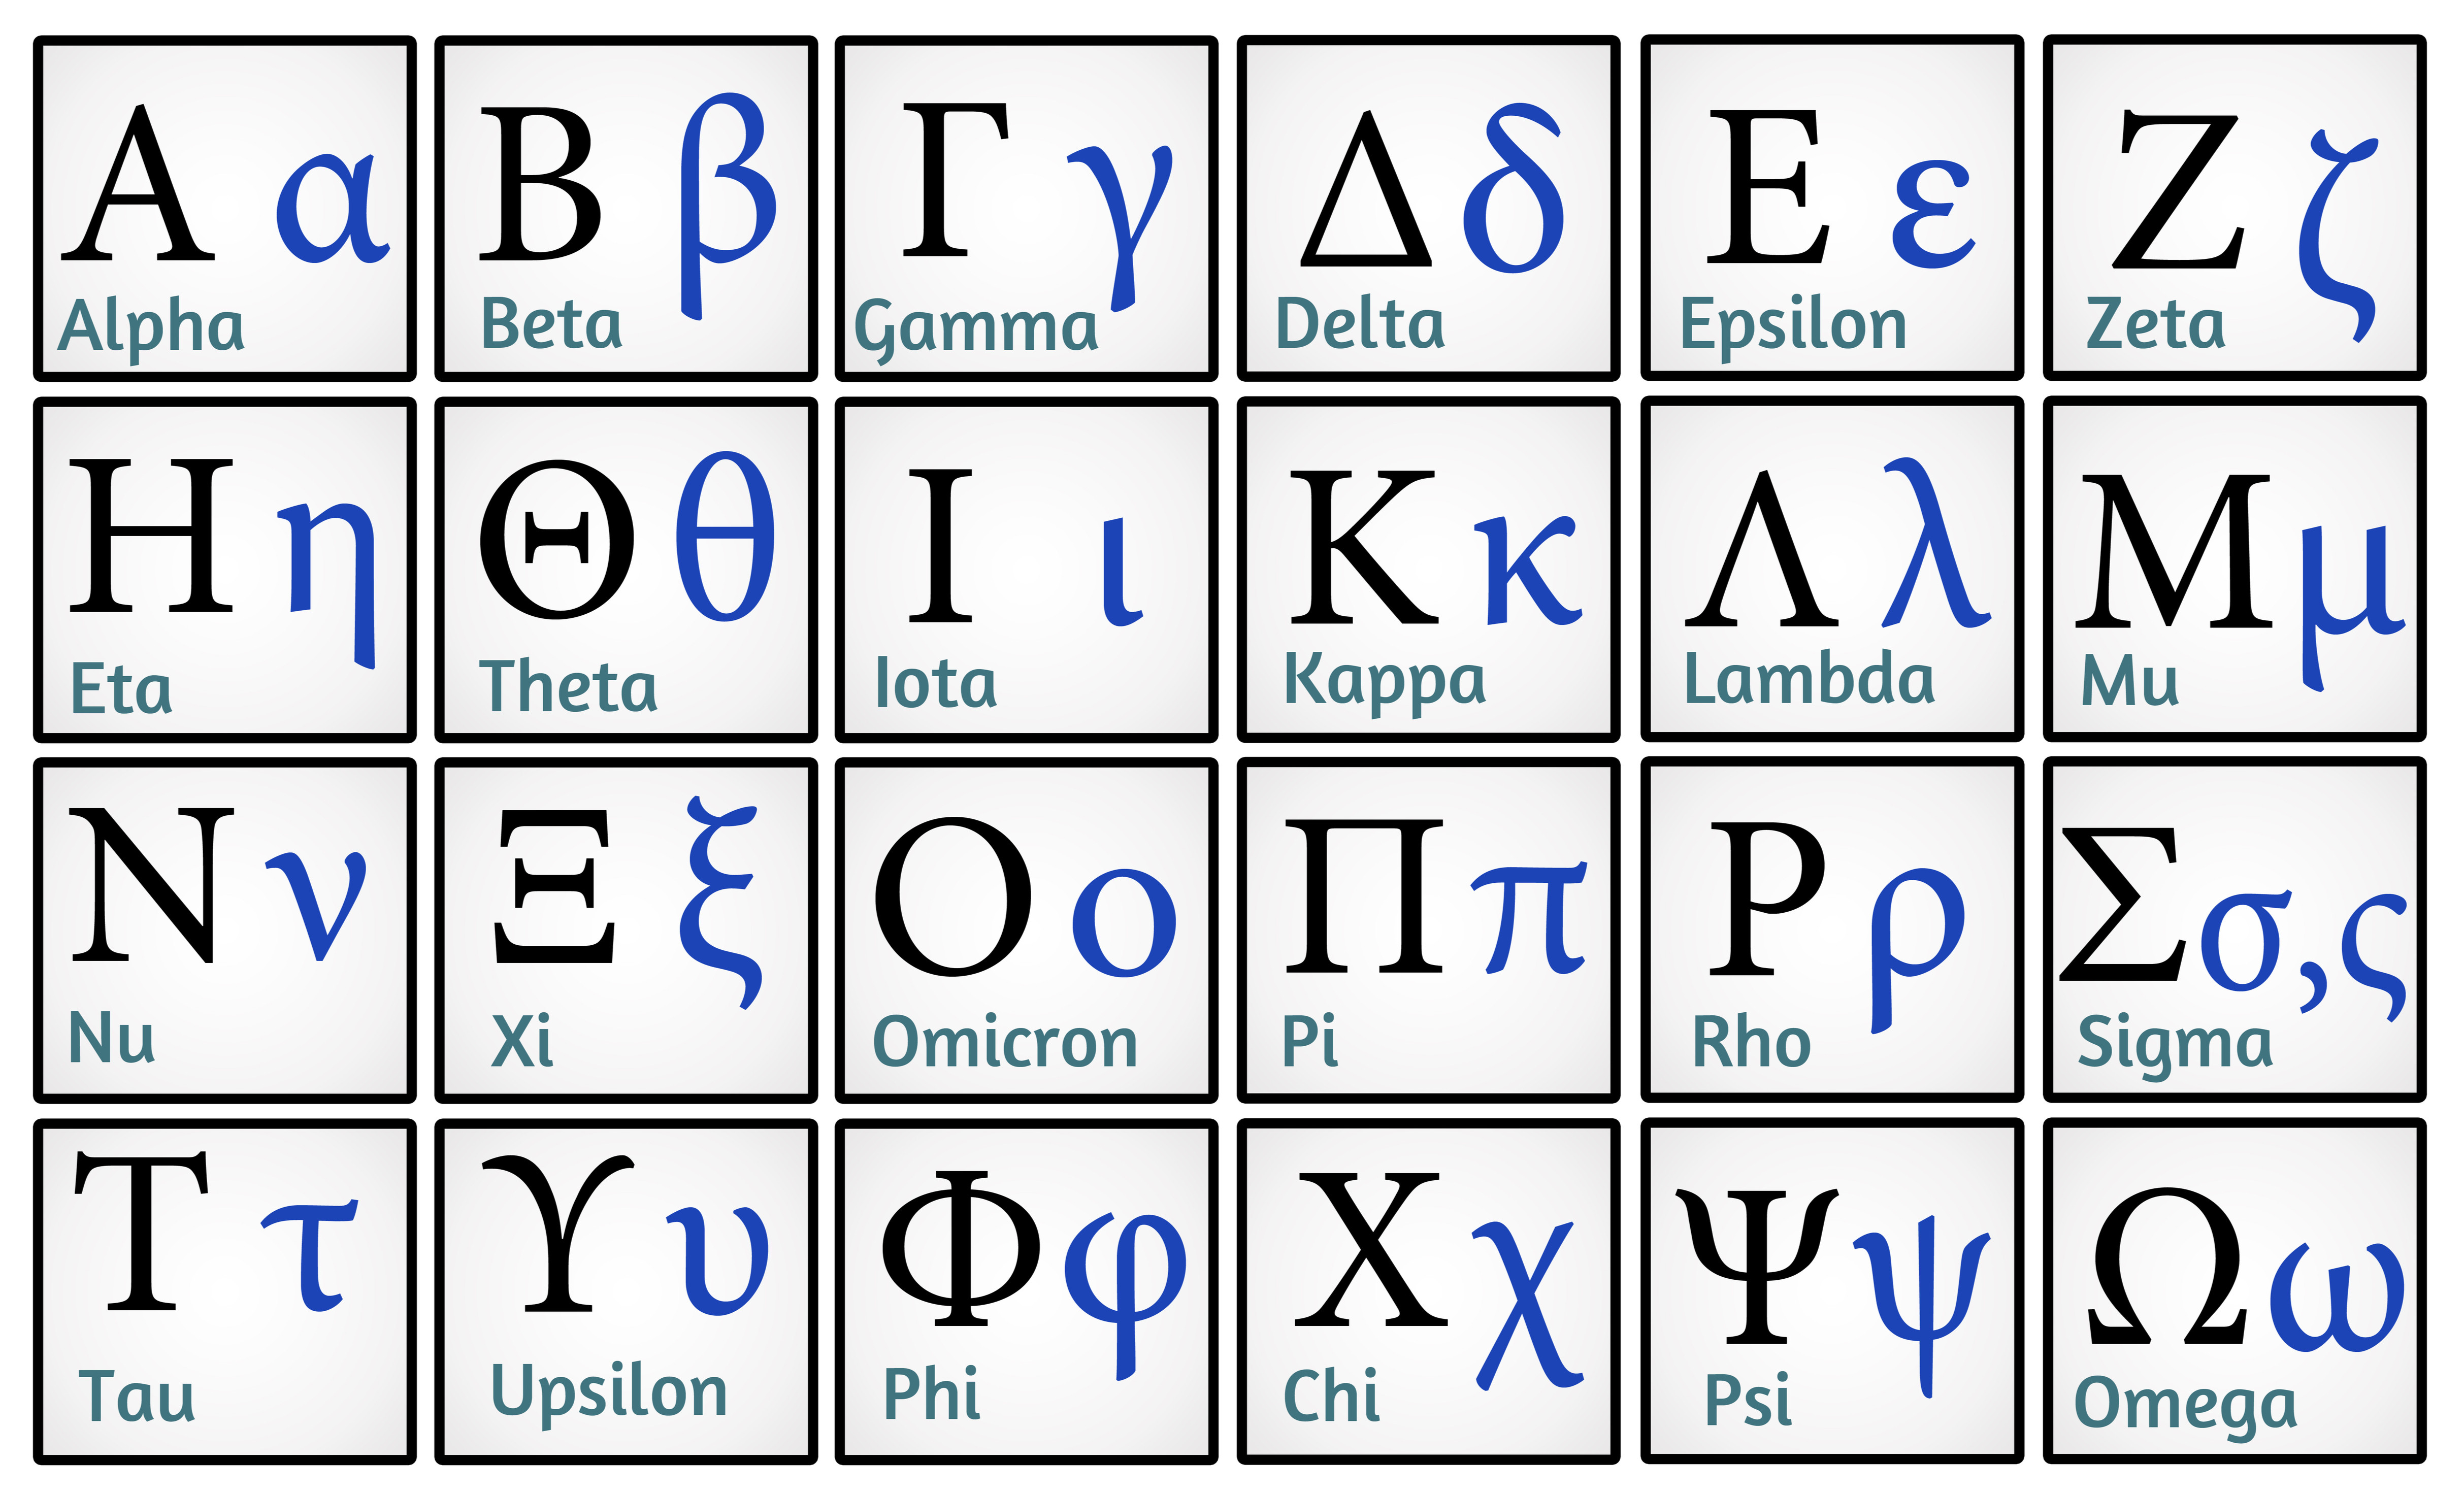 Α α
Alpha
Β β
Beta
Γ γ
Gamma
Δ δ
Delta
Ε ε
Epsilon
Ζ ζ
Zeta
Η η
Eta
Θ θ
Theta
Ι ι
Iota
Κ κ
Kappa
Λ λ
Lambda
Μ μ
Mu
Ν ν
Nu
Ξ ξ
Xi
Ο ο
Omicron
Π π
Pi
Ρ ρ
Rho
Σ σ,ς
Sigma
Τ τ
Tau
Υ υ
Upsilon
Φ φ
Phi
Χ χ
Chi
Ψ ψ
Psi
Ω ω
Omega